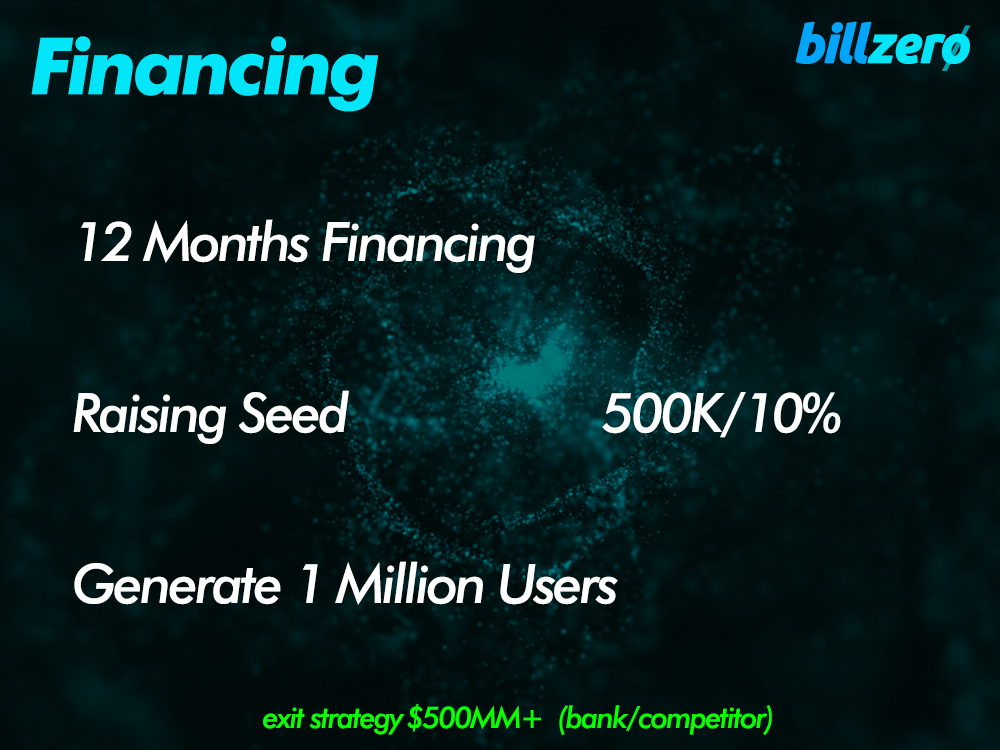 Financing
billzerø
12 Months Financing
Raising Seed 500K/10%
Generate 1 Million Users
exit strategy $500MM+ (bank/competitor)